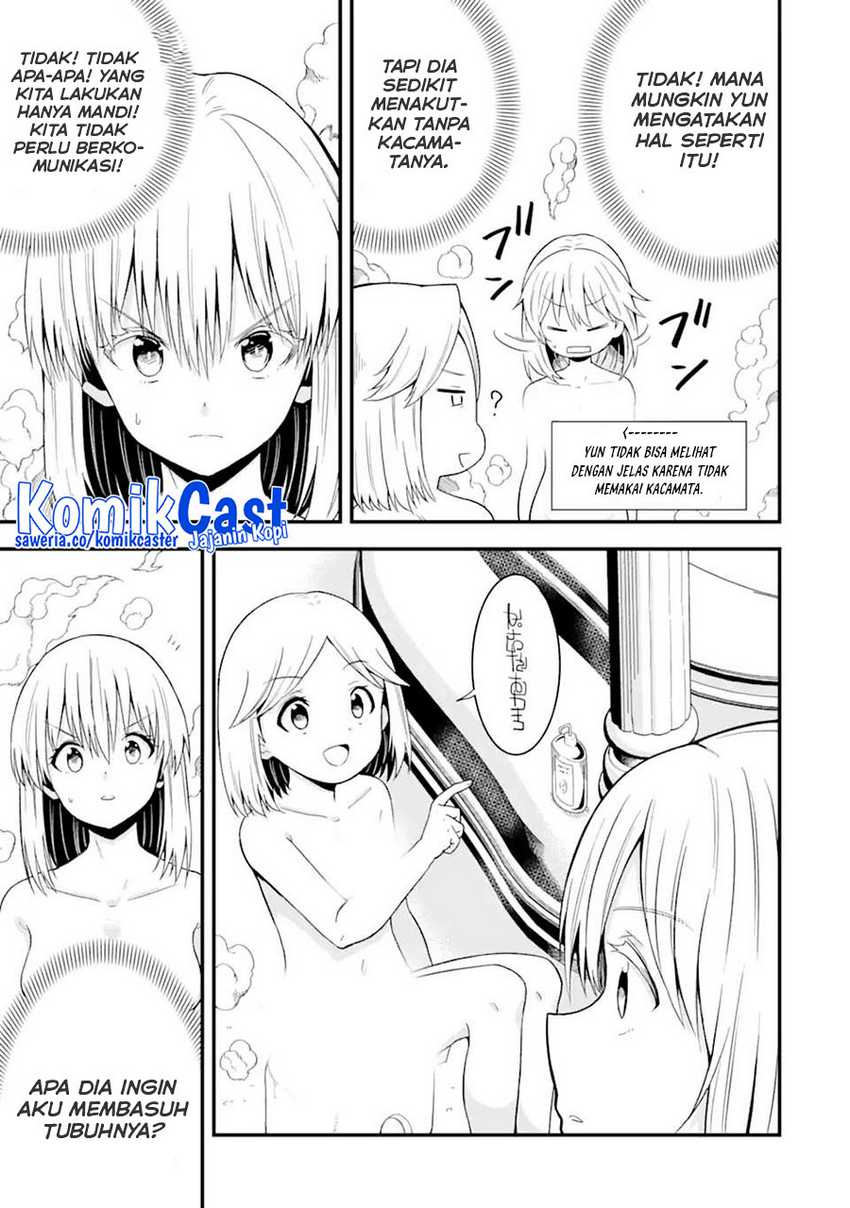 TIDAK! MANA
MUNGKIN YUN
MENGATAKAN
HAL SEPERTI
ITU!
TAPI DIA
SEDIKIT
MENAKUT-
KAN TANPA
KACAMA-
TANYA.
ブン
ブン
?
<--------
YUN TIDAK BISA MELIHAT
DENGAN JELAS KARENA TIDAK
MEMAKAI KACAMATA.
TIDAK! TIDAK
APA-APA! YANG
KITA LAKUKAN
HANYA MANDI!
KITA TIDAK
PERLU BERKO-
MUNIKASI!
KomikCast
saweria.co/komikcaster
Jajanin Kopi
APA DIA INGIN
AKU MEMBASUH
TUBUHNYA?